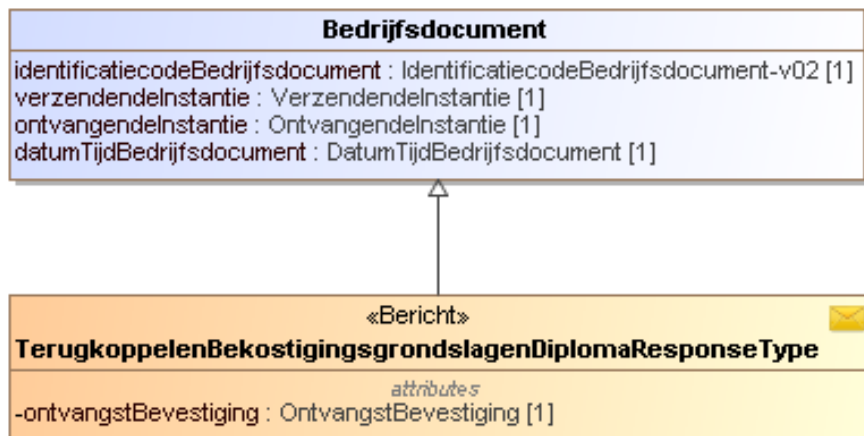 Bedrijfsdocument
identificatiecodeBedrijfsdocument : IdentificatiecodeBedrijfsdocument-v02 [1]
verzendendeInstantie : VerzendendeInstantie [1]
ontvangendeInstantie : OntvangendeInstantie [1]
datumTijdBedrijfsdocument : DatumTijdBedrijfsdocument [1]
«Bericht»
TerugkoppelenBekostigingsgrondslagenDiplomaResponseType
attributes
-ontvangstBevestiging : OntvangstBevestiging [1]